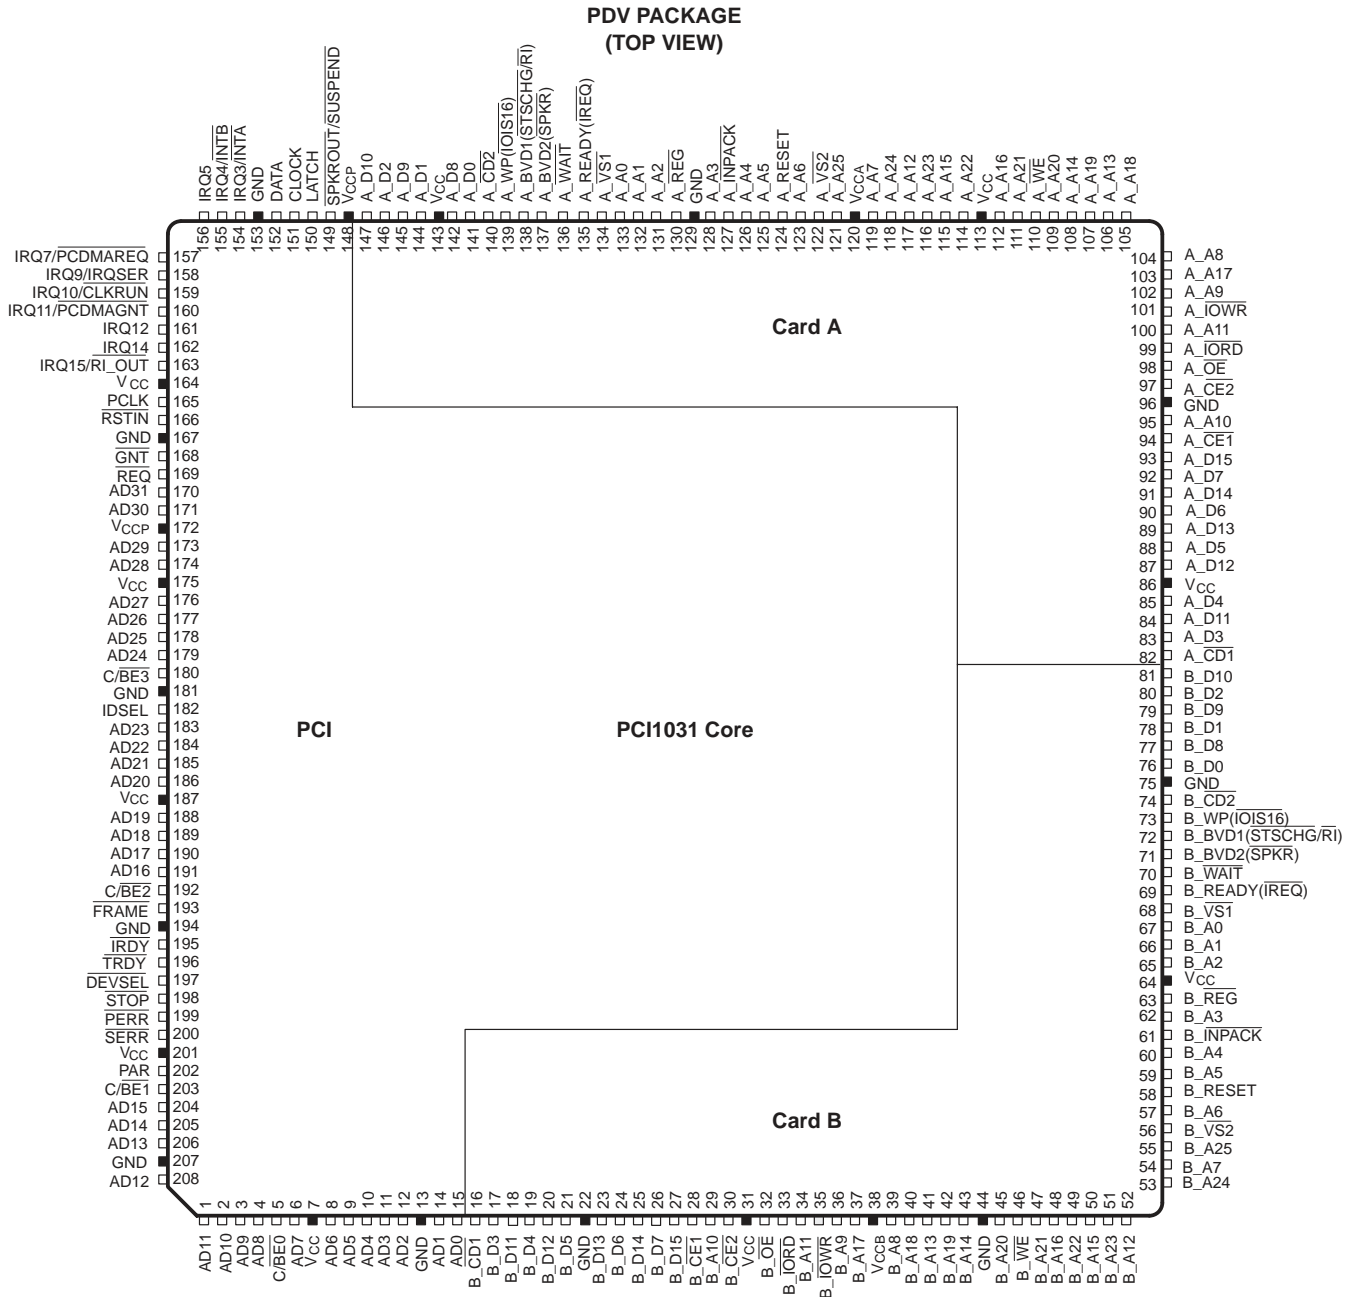 PDV PACKAGE
(TOP VIEW)
IRQ5
IRQ4/INTB
IRQ3/INTA
GND
DATA
CLOCK
LATCH
SPKROUT/SUSPEND
VCCP
A_D10
A_D2
A_D9
A_D1
VCC
A_D8
A_D0
A_CD2
A_WP(IOIS16)
A_BVD1(STSCHG/RI)
A_BVD2(SPKR)
A_WAIT
A_READY(IREQ)
A_VS1
A_A0
A_A1
A_A2
A_REG
GND
A_A3
A_INPACK
A_A4
A_A5
A_RESET
A_A6
A_VS2
A_A25
VCCA
A_A7
A_A24
A_A12
A_A23
A_A15
A_A22
VCC
A_A16
A_A21
A_WE
A_A20
A_A14
A_A19
A_A13
A_A18
156 155 154 153 152 151 150 149 148 147 146 145 144 143 142 141 140 139 138 137 136 135 134 133 132 131 130 129 128 127 126 125 124 123 122 121 120 119 118 117 116 115 114 113 112 111 110 109 108 107 106 105
IRQ7/PCDMAREQ 157
IRQ9/IRQSER 158
IRQ10/CLKRUN 159
IRQ11/PCDMAGNT 160
IRQ12 161
IRQ14 162
IRQ15/RI_OUT 163
VCC 164
PCLK 165
RSTIN 166
GND 167
GNT 168
REQ 169
AD31 170
AD30 171
VCCP 172
AD29 173
AD28 174
VCC 175
AD27 176
AD26 177
AD25 178
AD24 179
C/BE3 180
GND 181
IDSEL 182
AD23 183
AD22 184
AD21 185
AD20 186
VCC 187
AD19 188
AD18 189
AD17 190
AD16 191
C/BE2 192
FRAME 193
GND 194
IRDY 195
TRDY 196
DEVSEL 197
STOP 198
PERR 199
SERR 200
VCC 201
PAR 202
C/BE1 203
AD15 204
AD14 205
AD13 206
GND 207
AD12 208
Card A
PCI
PCI1031 Core
Card B
104 A_A8
103 A_A17
102 A_A9
101 A_IOWR
100 A_A11
99 A_IORD
98 A_OE
97 A_CE2
96 GND
95 A_A10
94 A_CE1
93 A_D15
92 A_D7
91 A_D14
90 A_D6
89 A_D13
88 A_D5
87 A_D12
86 VCC
85 A_D4
84 A_D11
83 A_D3
82 A_CD1
81 B_D10
80 B_D2
79 B_D9
78 B_D1
77 B_D8
76 B_D0
75 GND
74 B_CD2
73 B_WP(IOIS16)
72 B_BVD1(STSCHG/RI)
71 B_BVD2(SPKR)
70 B_WAIT
69 B_READY(IREQ)
68 B_VS1
67 B_A0
66 B_A1
65 B_A2
64 VCC
63 B_REG
62 B_A3
61 B_INPACK
60 B_A4
59 B_A5
58 B_RESET
57 B_A6
56 B_VS2
55 B_A25
54 B_A7
53 B_A24
1 2 3 4 5 6 7 8 9 10 11 12 13 14 15 16 17 18 19 20 21 22 23 24 25 26 27 28 29 30 31 32 33 34 35 36 37 38 39 40 41 42 43 44 45 46 47 48 49 50 51 52
AD11
AD10
AD9
AD8
C/BE0
AD7
VCC
AD6
AD5
AD4
AD3
AD2
GND
AD1
AD0
B_CD1
B_D3
B_D11
B_D4
B_D12
B_D5
GND
B_D13
B_D6
B_D14
B_D7
B_D15
B_CE1
B_A10
B_CE2
VCC
B_OE
B_IORD
B_A11
B_IOWR
B_A9
B_A17
VCCB
B_A8
B_A18
B_A13
B_A19
B_A14
GND
B_A20
B_WE
B_A21
B_A16
B_A22
B_A15
B_A23
B_A12